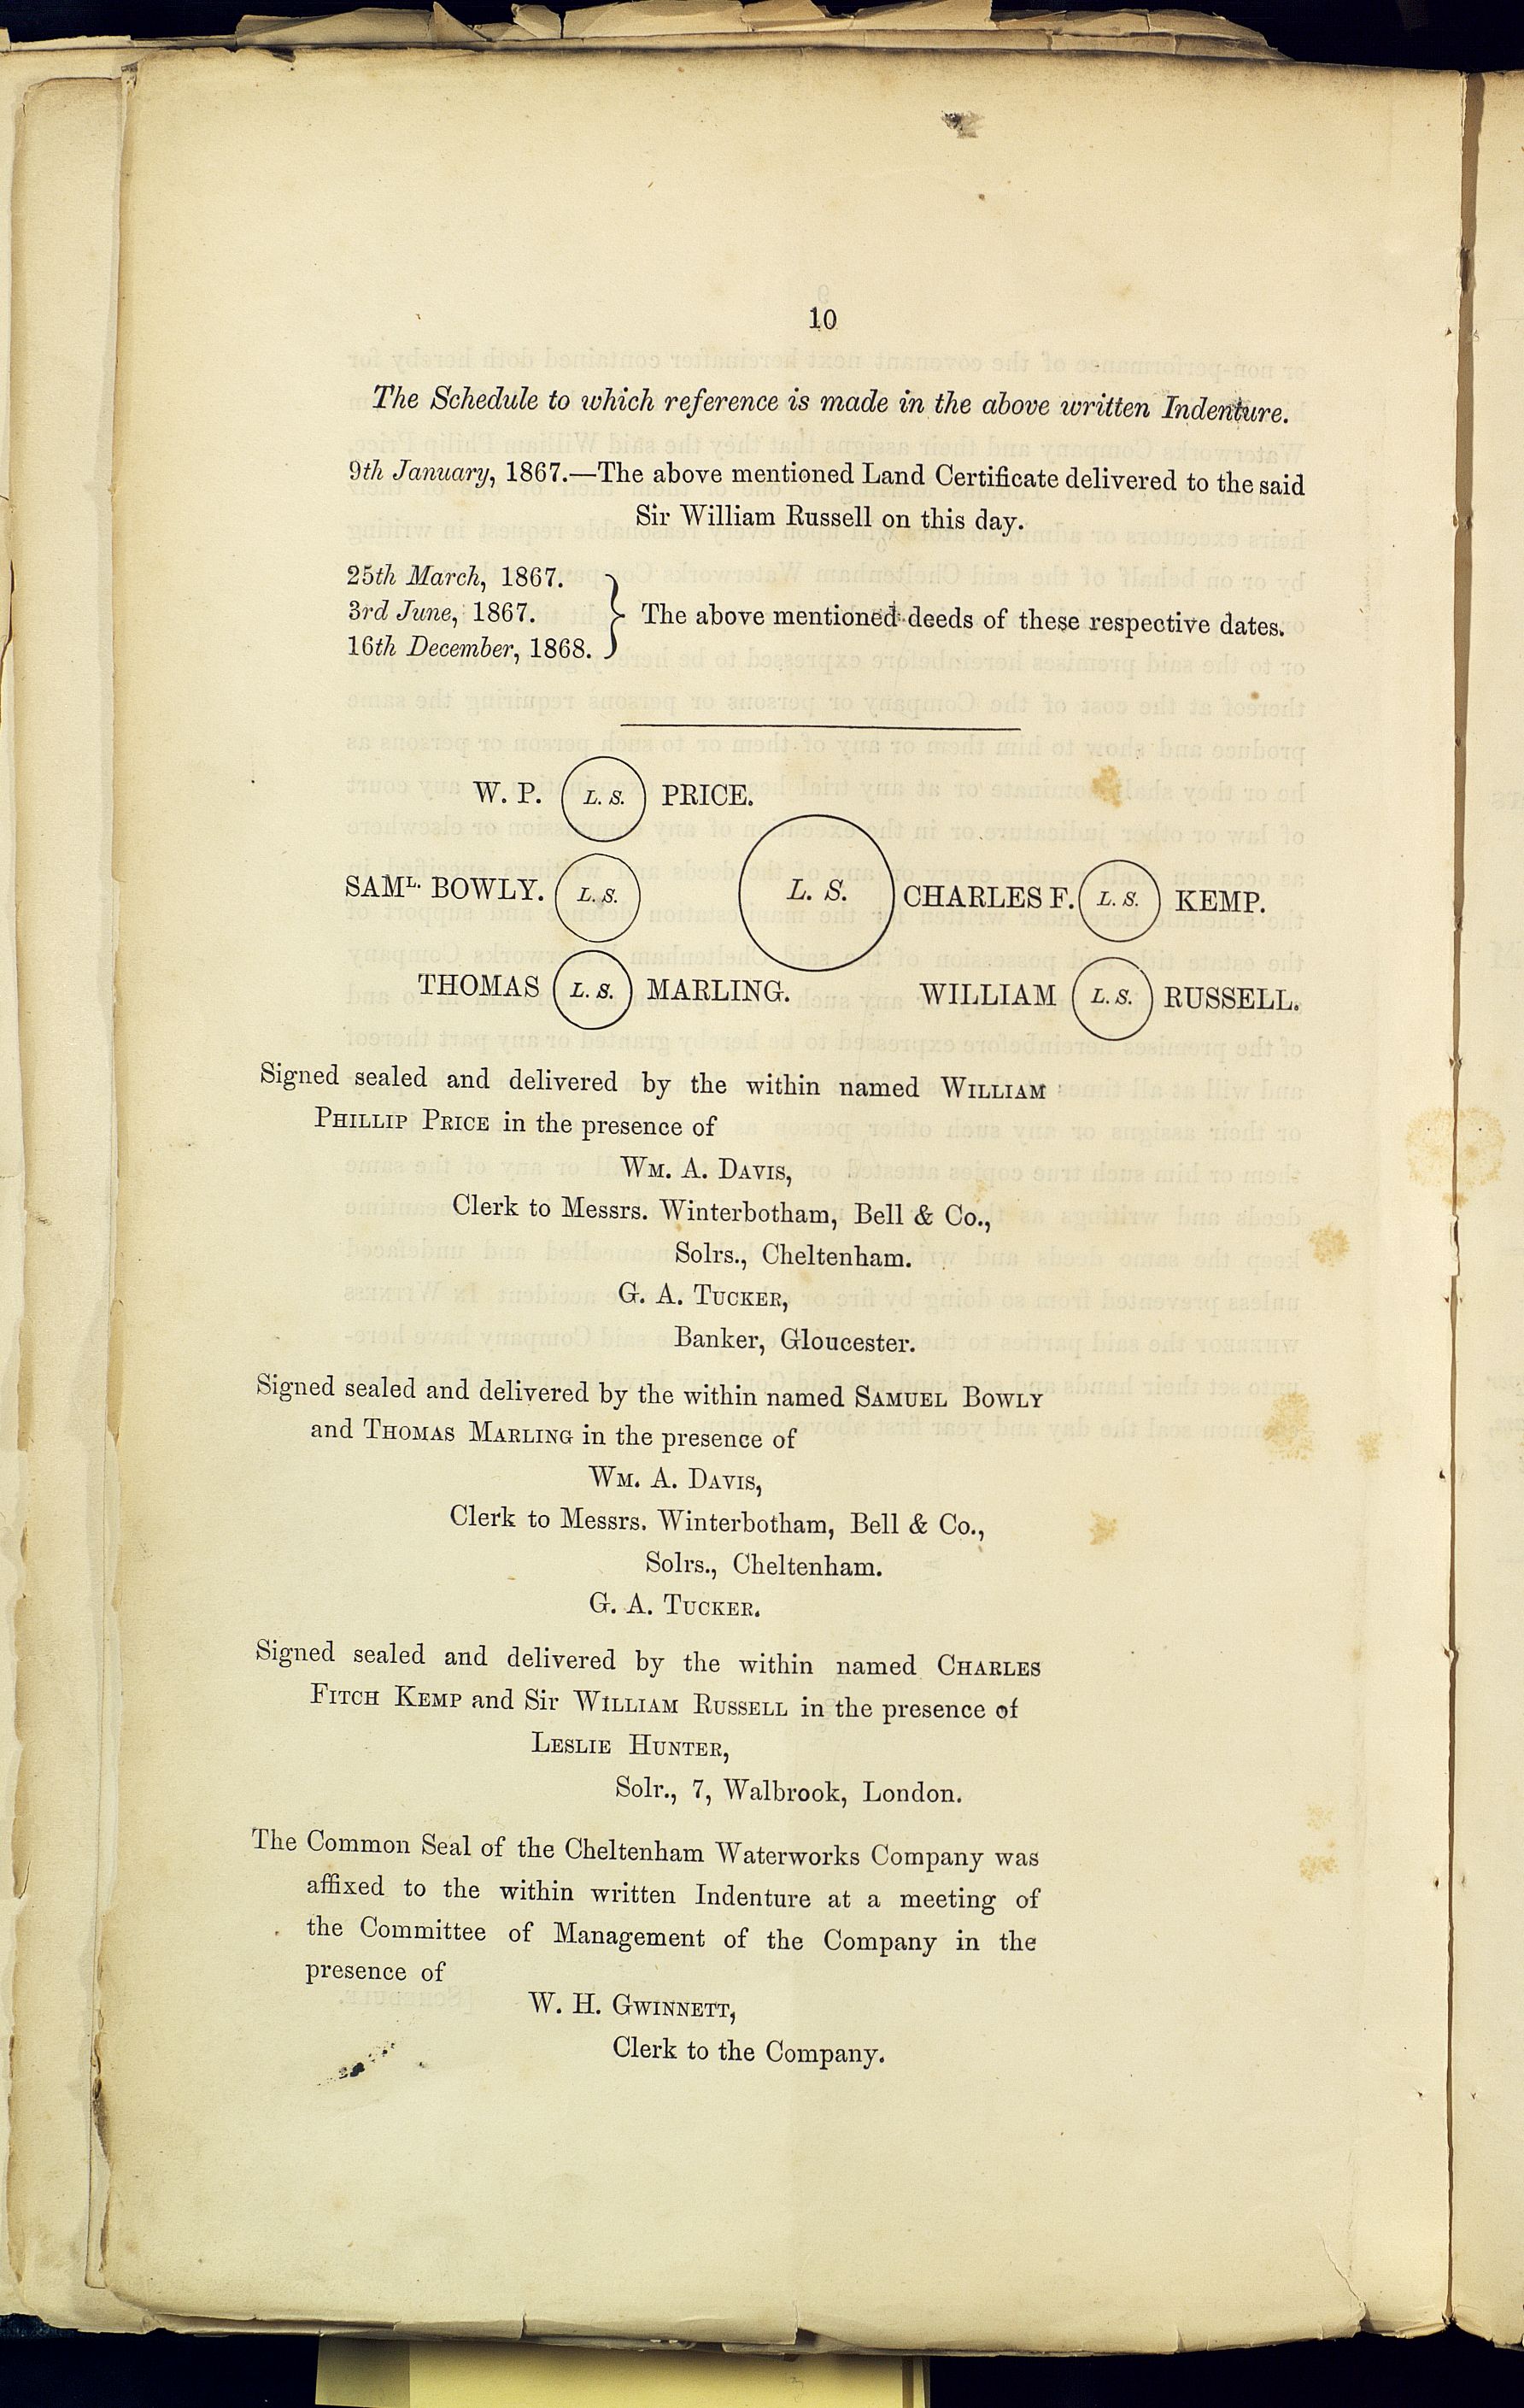 10
The Schedule to which reference is made in the above written Indenture.
9th January, 1867.—The above mentioned Land Certificate delivered to the said
Sir William Russell on this day.
25th March, 1867.
3rd June, 1867.
16th December, 1868.
The above mentioned deeds of these respective dates.
W. P. L. S. PRICE.
SAML. BOWLY. L. S. L. S. CHARLES F. L. S. KEMP.
THOMAS L. S. MARLING. WILLIAM L. S. RUSSELL.
Signed sealed and delivered by the within named WILLIAM
PHILLIP PRICE in the presence of
WM. A. DAVIS,
Clerk to Messrs. Winterbotham, Bell & Co.,
Solrs., Cheltenham.
G. A. TUCKER,
Banker, Gloucester.
Signed sealed and delivered by the within named SAMUEL BOWLY
and THOMAS MARLING in the presence of
WM. A. DAVIS,
Clerk to Messrs. Winterbotham, Bell & Co.,
Solrs., Cheltenham.
G. A. TUCKER.
Signed sealed and delivered by the within named CHARLES
FITCH KEMP and Sir WILLIAM RUSSELL in the presence of
LESLIE HUNTER,
Solr., 7, Walbrook, London.
The Common Seal of the Cheltenham Waterworks Company was
affixed to the within written Indenture at a meeting of
the Committee of Management of the Company in the
presence of
W. H. GWINNETT,
Clerk to the Company.